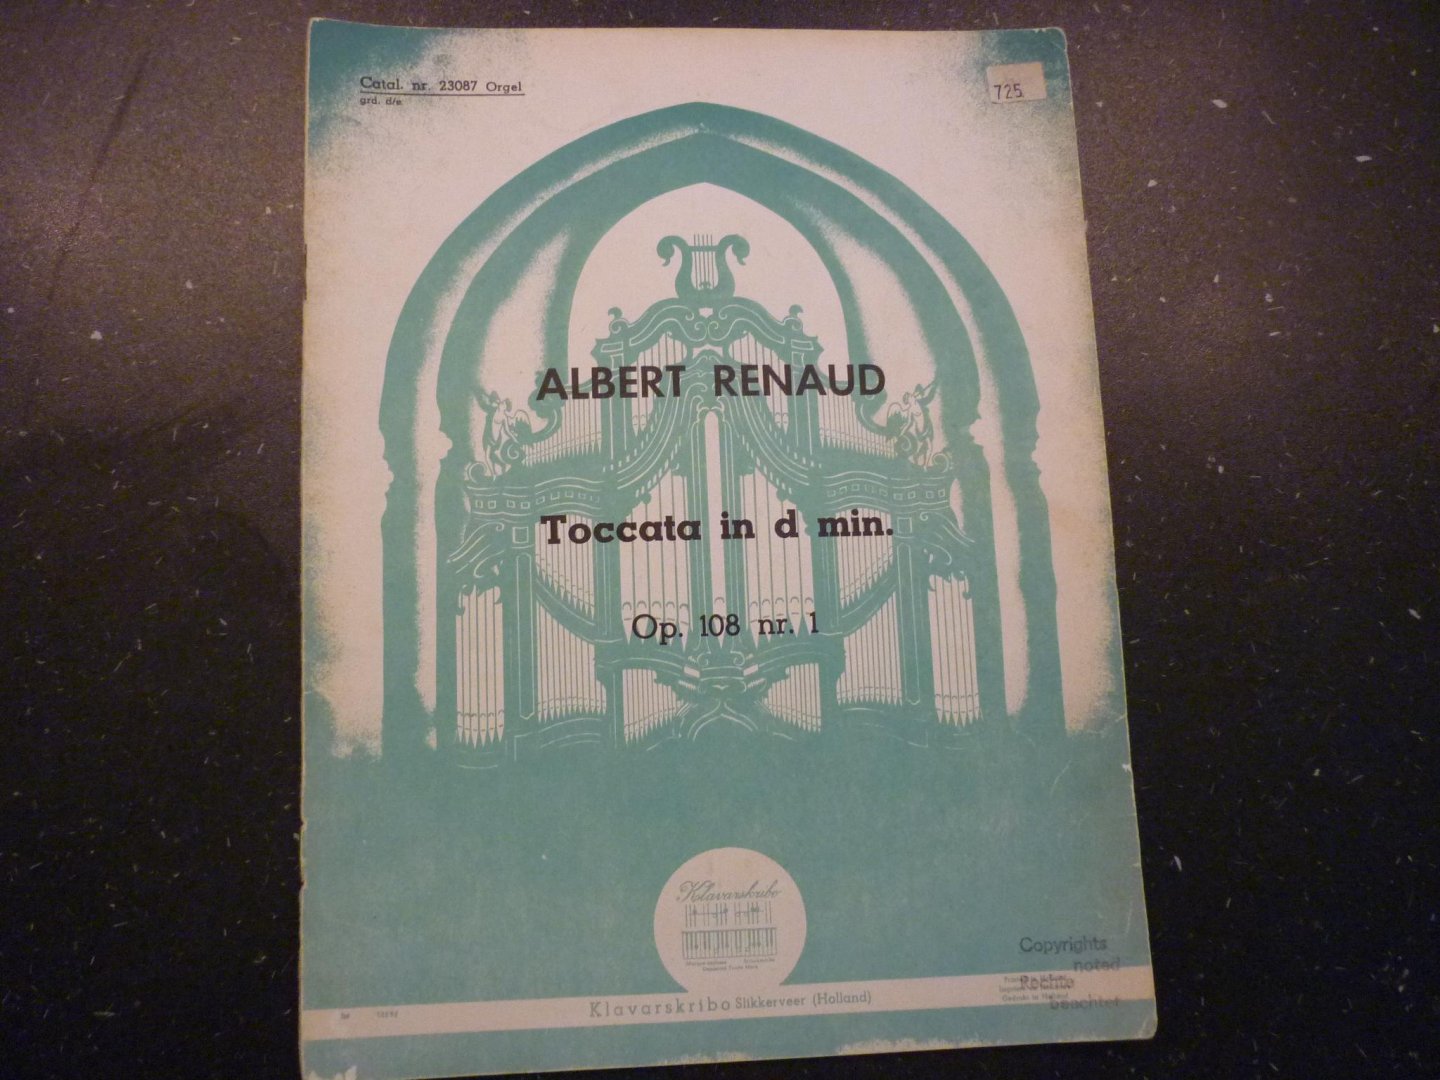 Catal. nr. 23087 Orgel
grd. d/e
725
ALBERT RENAUD
Toccata in d min.
Op. 108 nr. 1
Klavarskribo
Copyrights
noted
Rechte
beachtet
Klavarskribo Slikkerveer (Holland)